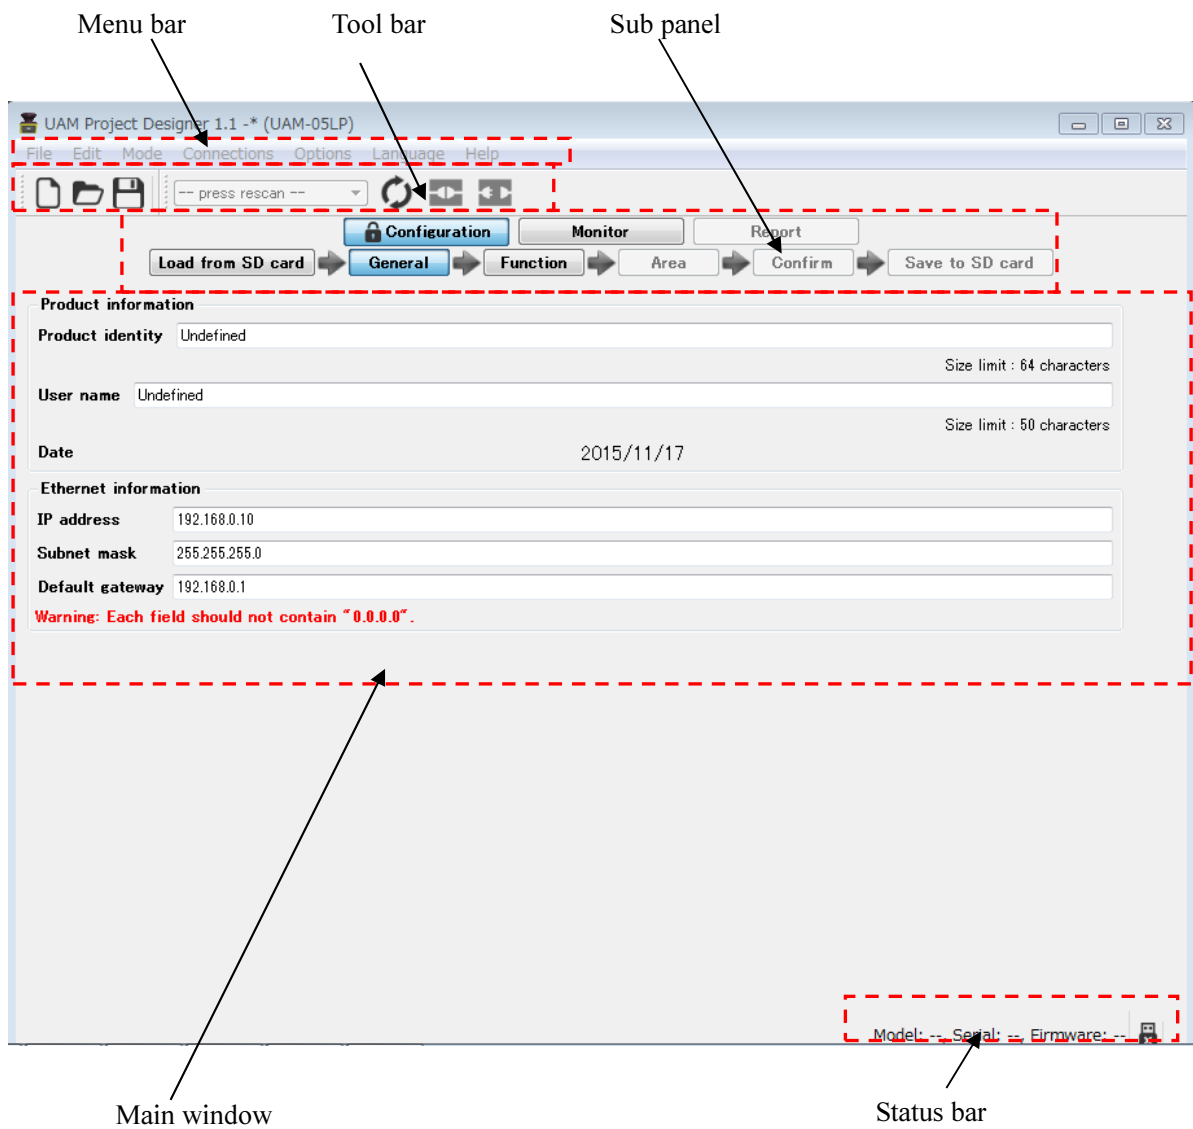 Menu bar Tool bar Sub panel
UAM Project Designer 1.1 -* (UAM-05LP)
File Edit Mode Connections Options Language Help
-- press rescan --
Configuration Monitor Report
Load from SD card General Function Area Confirm Save to SD card
Product information
Product identity Undefined
Size limit : 64 characters
User name Undefined
Size limit : 50 characters
Date 2015/11/17
Ethernet information
IP address 192.168.0.10
Subnet mask 255.255.255.0
Default gateway 192.168.0.1
Warning: Each field should not contain "0.0.0.0".
Model: --, Serial: --, Firmware: --
Main window Status bar